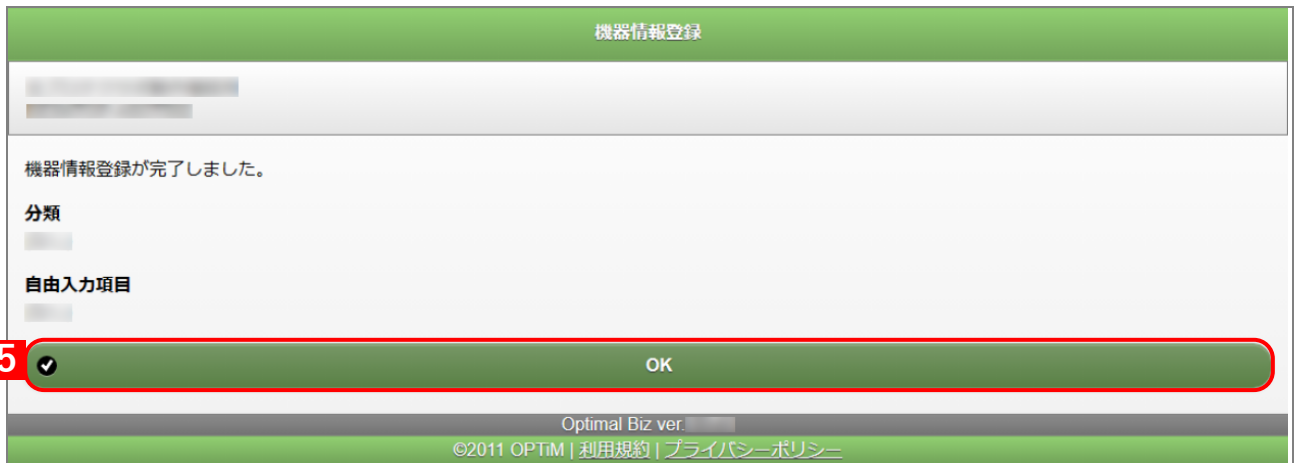 機器情報登録
機器情報登録が完了しました。
分類
自由入力項目
5 OK
Optimal Biz ver.
©2011 OPTiM | 利用規約 | プライバシーポリシー